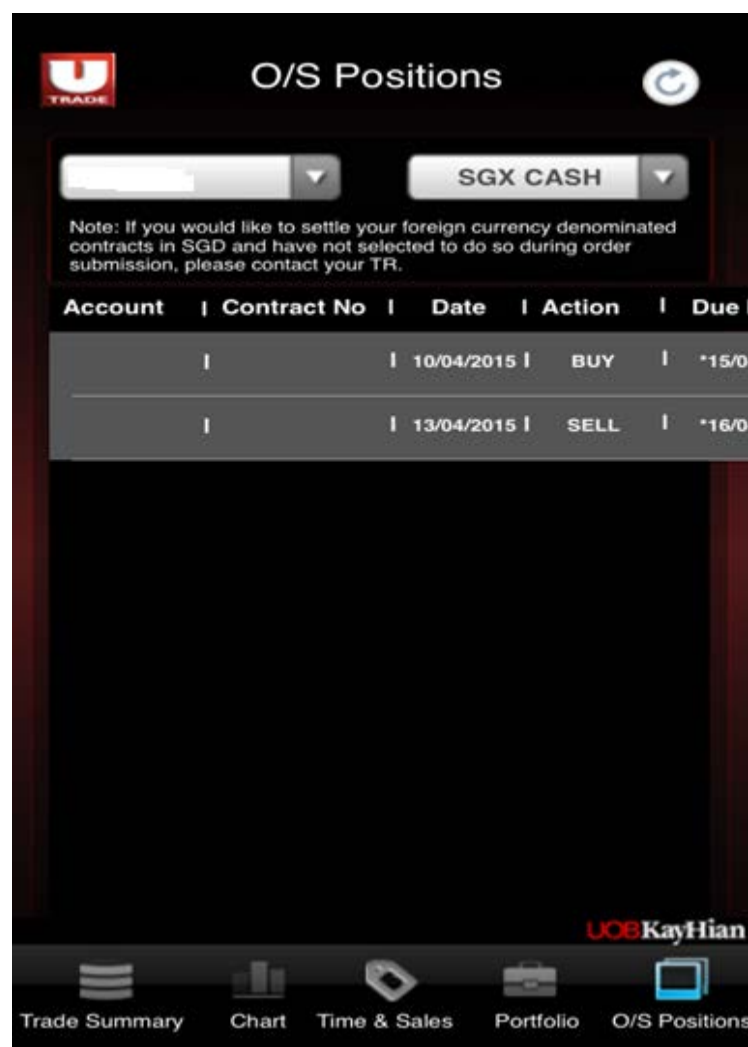 U
TRADE
O/S Positions
SGX CASH
Note: If you would like to settle your foreign currency denominated
contracts in SGD and have not selected to do so during order
submission, please contact your TR.
Account | Contract No | Date | Action | Due
| | 10/04/2015 | BUY | *15/0
| | 13/04/2015 | SELL | *16/0
UOBKayHian
Trade Summary Chart Time & Sales Portfolio O/S Positions